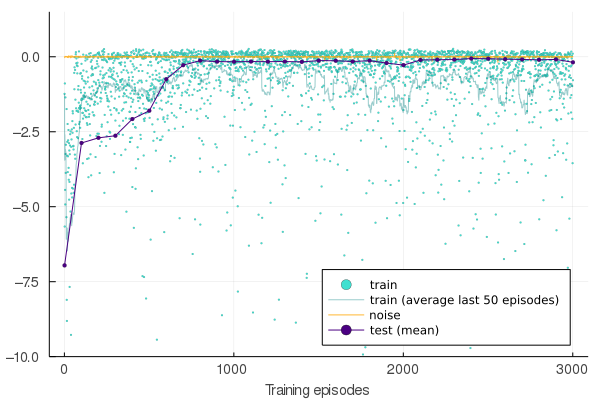 0.0
−2.5
−5.0
−7.5
−10.0
0
1000
2000
3000
Training episodes
train
train (average last 50 episodes)
noise
test (mean)